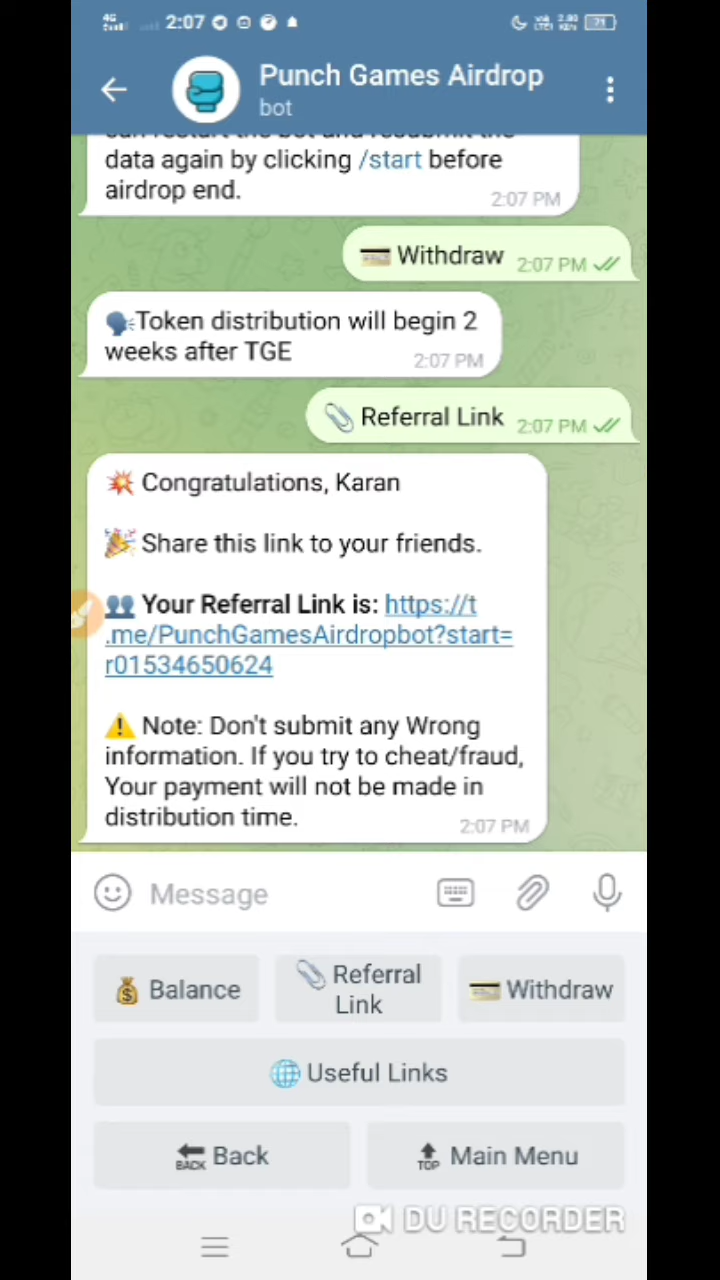 4G 2:07 71
Punch Games Airdrop
bot
data again by clicking /start before
airdrop end. 2:07 PM
Withdraw 2:07 PM
Token distribution will begin 2
weeks after TGE 2:07 PM
Referral Link 2:07 PM
Congratulations, Karan
Share this link to your friends.
Your Referral Link is: https://t
.me/PunchGamesAirdropbot?start=
r01534650624
Note: Don't submit any Wrong
information. If you try to cheat/fraud,
Your payment will not be made in
distribution time. 2:07 PM
Message
Balance
Referral
Link
Withdraw
Useful Links
BACK Back
TOP Main Menu
DU RECORDER